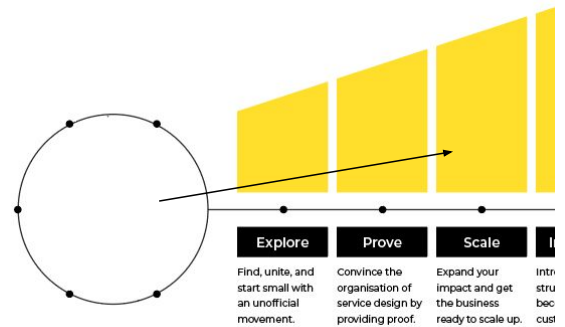 Explore
Find, unite, and
start small with
an unofficial
movement.
Prove
Convince the
organisation of
service design by
providing proof.
Scale
Expand your
impact and get
the business
ready to scale up.